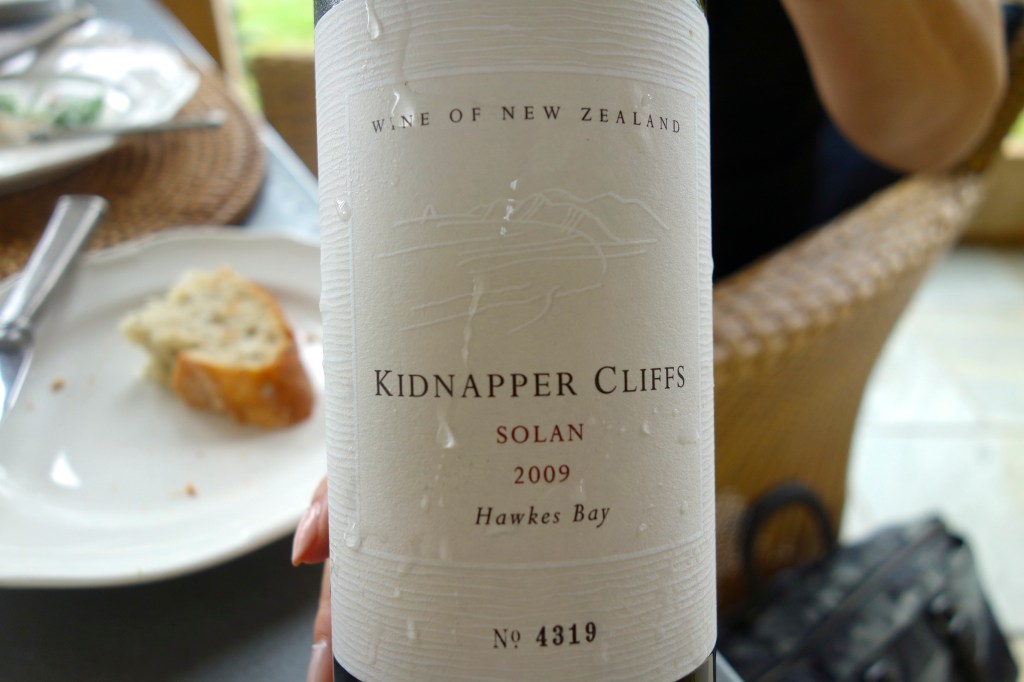 WINE OF NEW ZEALAND
KIDNAPPER CLIFFS
SOLAN
2009
Hawkes Bay
Nº 4319